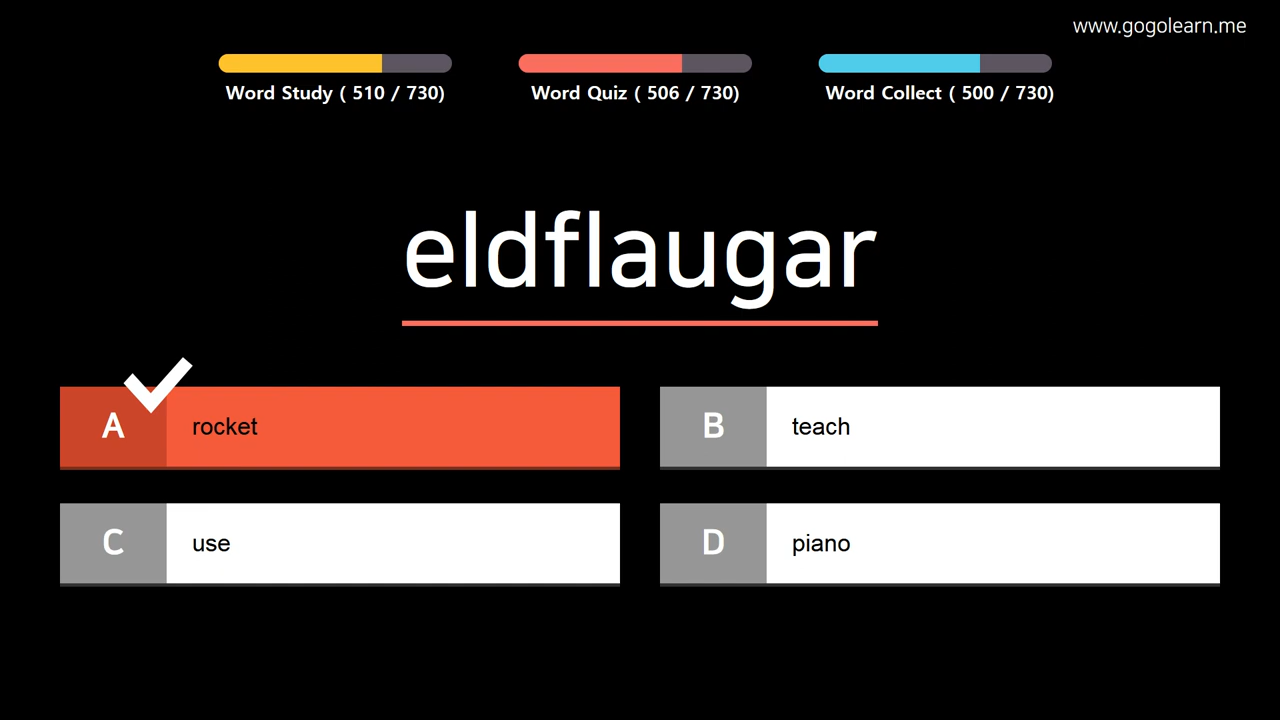 www.gogolearn.me
Word Study ( 510 / 730)
Word Quiz ( 506 / 730)
Word Collect ( 500 / 730)
eldflaugar
A rocket
B teach
C use
D piano